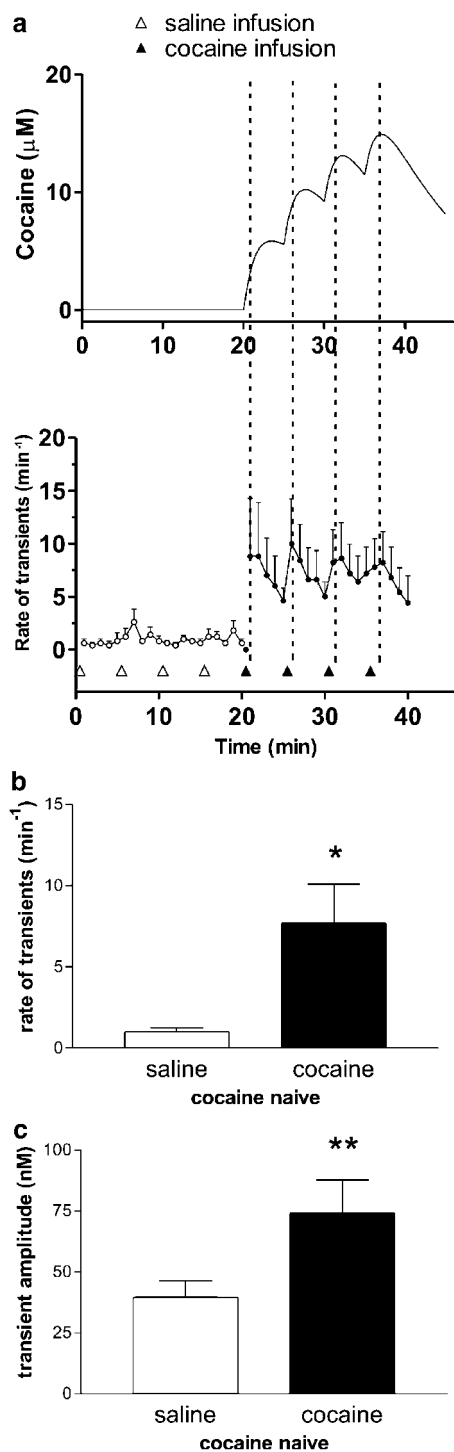 a
△ saline infusion
▲ cocaine infusion
Cocaine (μM)
20
10
0
0 10 20 30 40
Rate of transients (min⁻¹)
20
15
10
5
0
0 10 20 30 40
Time (min)
b
rate of transients (min⁻¹)
15
10
5
0
*
saline cocaine
cocaine naive
c
transient amplitude (nM)
100
75
50
25
0
**
saline cocaine
cocaine naive